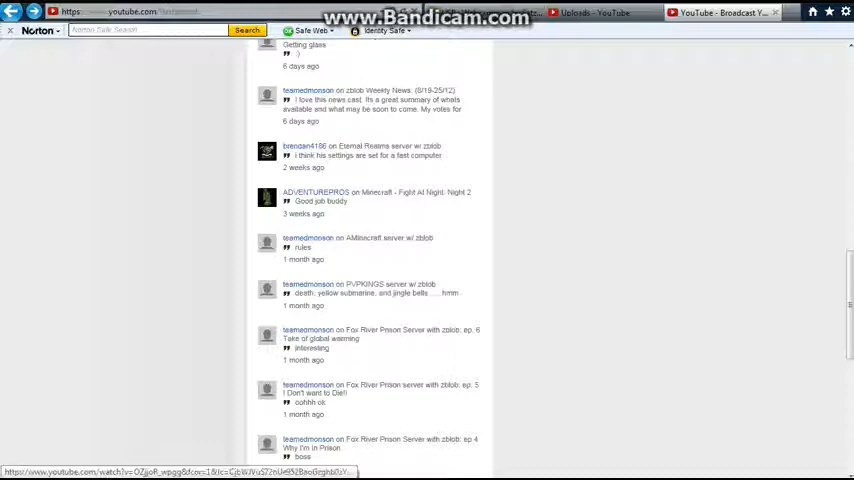 www.Bandicam.com
https:
youtube.com/
Uploads - YouTube
YouTube - Broadcast Y...
Norton
Norton Safe Search
Search
Safe Web
Identity Safe
Getting glass
:)
6 days ago
teamedmonson on zblob Weekly News: (8/19-25/12)
I love this news cast. Its a great summary of whats
available and what may be soon to come. My votes for
6 days ago
brendan4186 on Eternal Realms server w/ zblob
i think his settings are set for a fast computer
2 weeks ago
ADVENTUREPROS on Minecraft - Fight At Night: Night 2
Good job buddy
3 weeks ago
teamedmonson on AMinecraft server w/ zblob
rules
1 month ago
teamedmonson on PVPKINGS server w/ zblob
death, yellow submarine, and jingle bells .... hmm
1 month ago
teamedmonson on Fox River Prison Server with zblob: ep. 6
Take of global warming
interesting
1 month ago
teamedmonson on Fox River Prison Server with zblob: ep. 5
I Don't want to Die!!
oohhh ok
1 month ago
teamedmonson on Fox River Prison Server with zblob: ep 4
Why I'm in Prison
boss